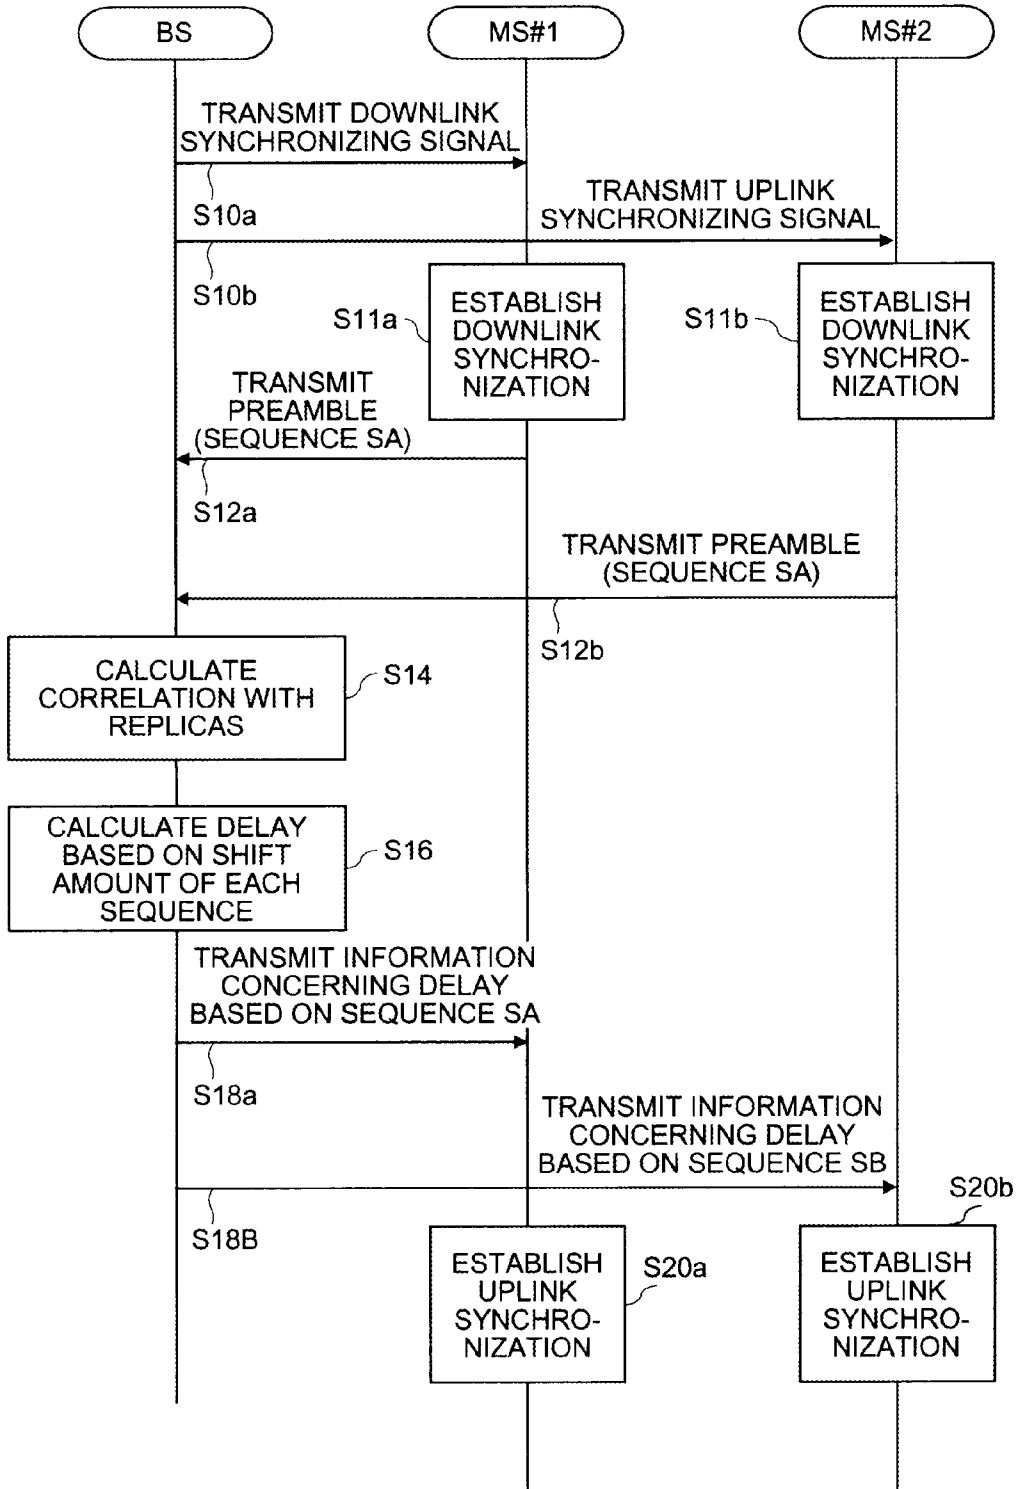 BS
MS#1
MS#2
TRANSMIT DOWNLINK
SYNCHRONIZING SIGNAL
S10a
TRANSMIT UPLINK
SYNCHRONIZING SIGNAL
S10b
S11a
ESTABLISH
DOWNLINK
SYNCHRO-
NIZATION
S11b
ESTABLISH
DOWNLINK
SYNCHRO-
NIZATION
TRANSMIT
PREAMBLE
(SEQUENCE SA)
S12a
TRANSMIT PREAMBLE
(SEQUENCE SA)
S12b
CALCULATE
CORRELATION WITH
REPLICAS
S14
CALCULATE DELAY
BASED ON SHIFT
AMOUNT OF EACH
SEQUENCE
S16
TRANSMIT INFORMATION
CONCERNING DELAY
BASED ON SEQUENCE SA
S18a
TRANSMIT INFORMATION
CONCERNING DELAY
BASED ON SEQUENCE SB
S18B
ESTABLISH
UPLINK
SYNCHRO-
NIZATION
S20a
S20b
ESTABLISH
UPLINK
SYNCHRO-
NIZATION